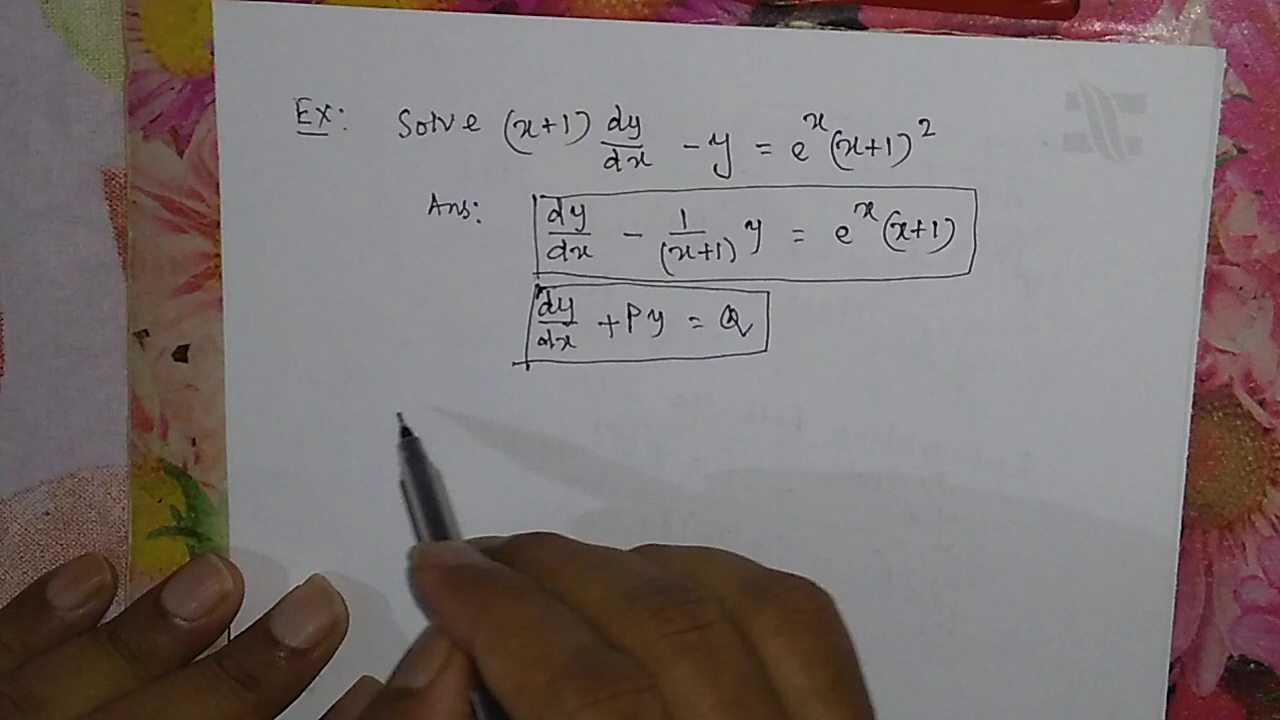 Ex: Solve (x+1) dy/dx - y = e^x (x+1)^2
Ans: dy/dx - 1/(x+1) y = e^x (x+1)
dy/dx + Py = Q